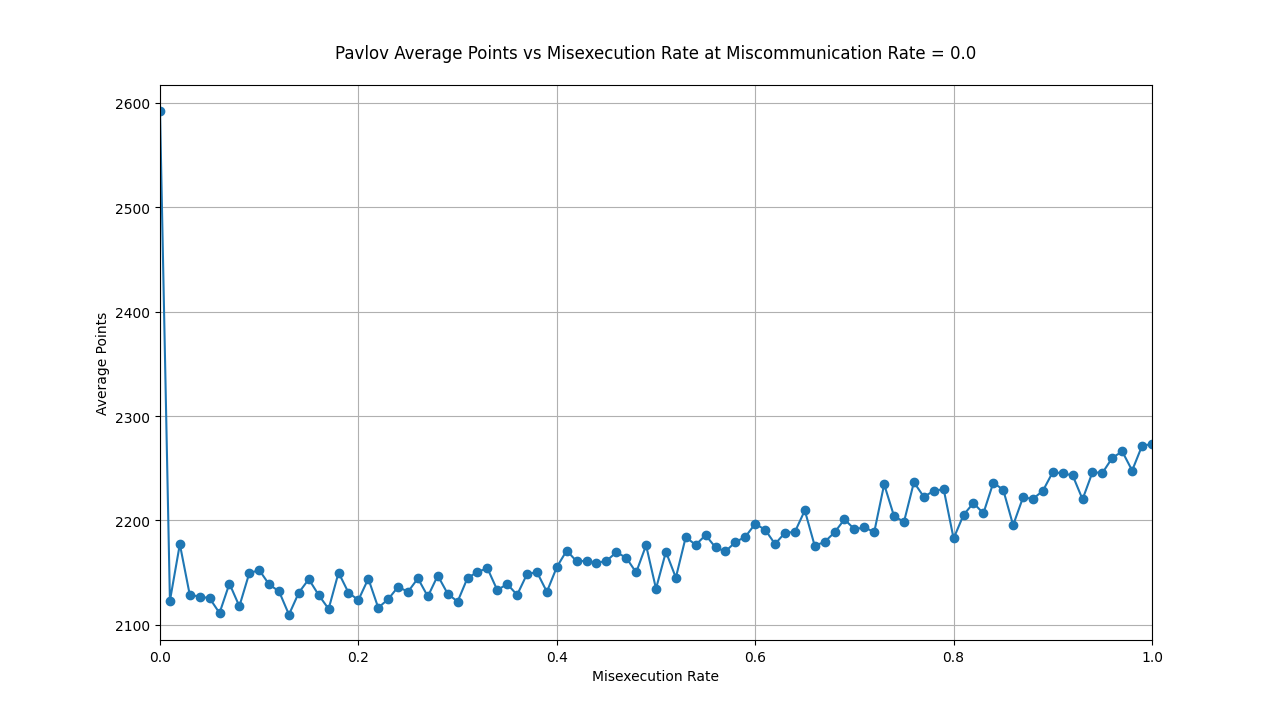 Pavlov Average Points vs Misexecution Rate at Miscommunication Rate = 0.0
2600
2500
2400
2300
2200
2100
Average Points
0.0 0.2 0.4 0.6 0.8 1.0
Misexecution Rate